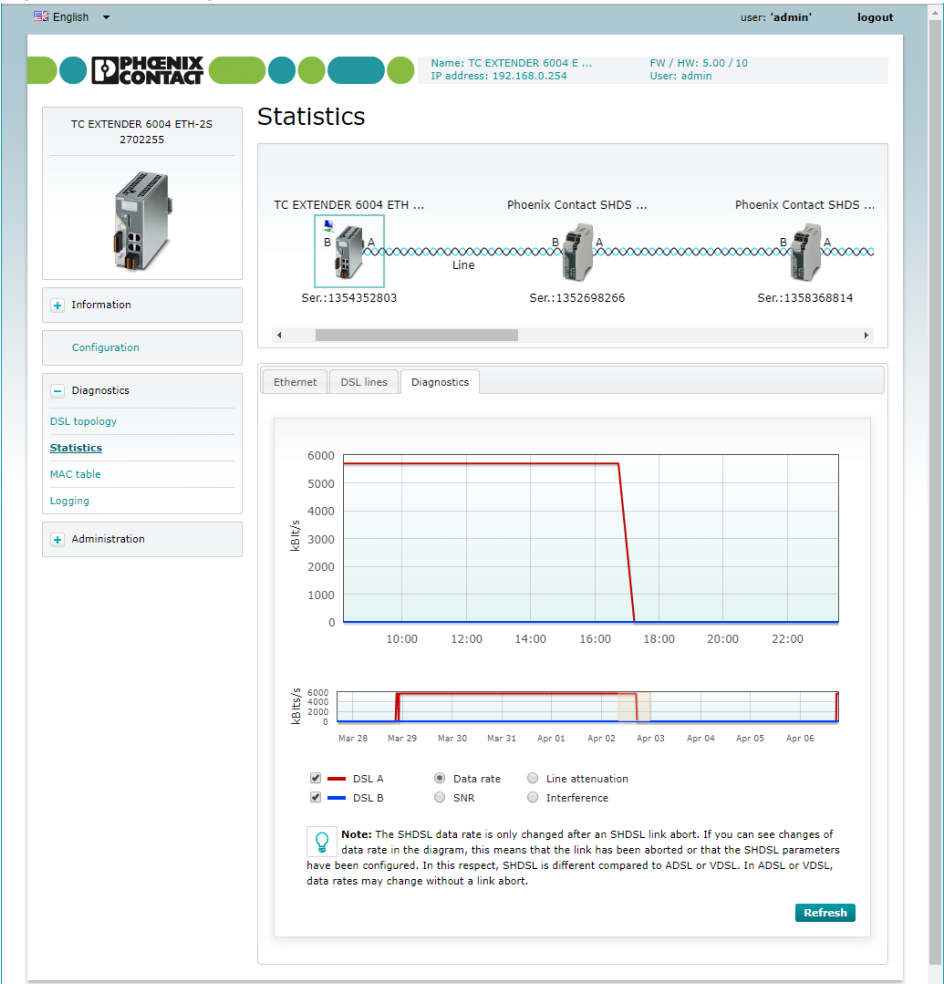 English
user: 'admin' logout
PHŒNIX
CONTACT
Name: TC EXTENDER 6004 E ...
IP address: 192.168.0.254
FW / HW: 5.00 / 10
User: admin
TC EXTENDER 6004 ETH-2S
2702255
Information
Configuration
Diagnostics
DSL topology
Statistics
MAC table
Logging
Administration
Statistics
TC EXTENDER 6004 ETH ... Phoenix Contact SHDS ... Phoenix Contact SHDS ...
B A B A B A
Line
Ser.:1354352803 Ser.:1352698266 Ser.:1358368814
Ethernet DSL lines Diagnostics
kBit/s
6000
5000
4000
3000
2000
1000
0
10:00 12:00 14:00 16:00 18:00 20:00 22:00
kBits/s
6000
4000
2000
0
Mar 28 Mar 29 Mar 30 Mar 31 Apr 01 Apr 02 Apr 03 Apr 04 Apr 05 Apr 06
DSL A Data rate Line attenuation
DSL B SNR Interference
Note: The SHDSL data rate is only changed after an SHDSL link abort. If you can see changes of
data rate in the diagram, this means that the link has been aborted or that the SHDSL parameters
have been configured. In this respect, SHDSL is different compared to ADSL or VDSL. In ADSL or VDSL,
data rates may change without a link abort.
Refresh